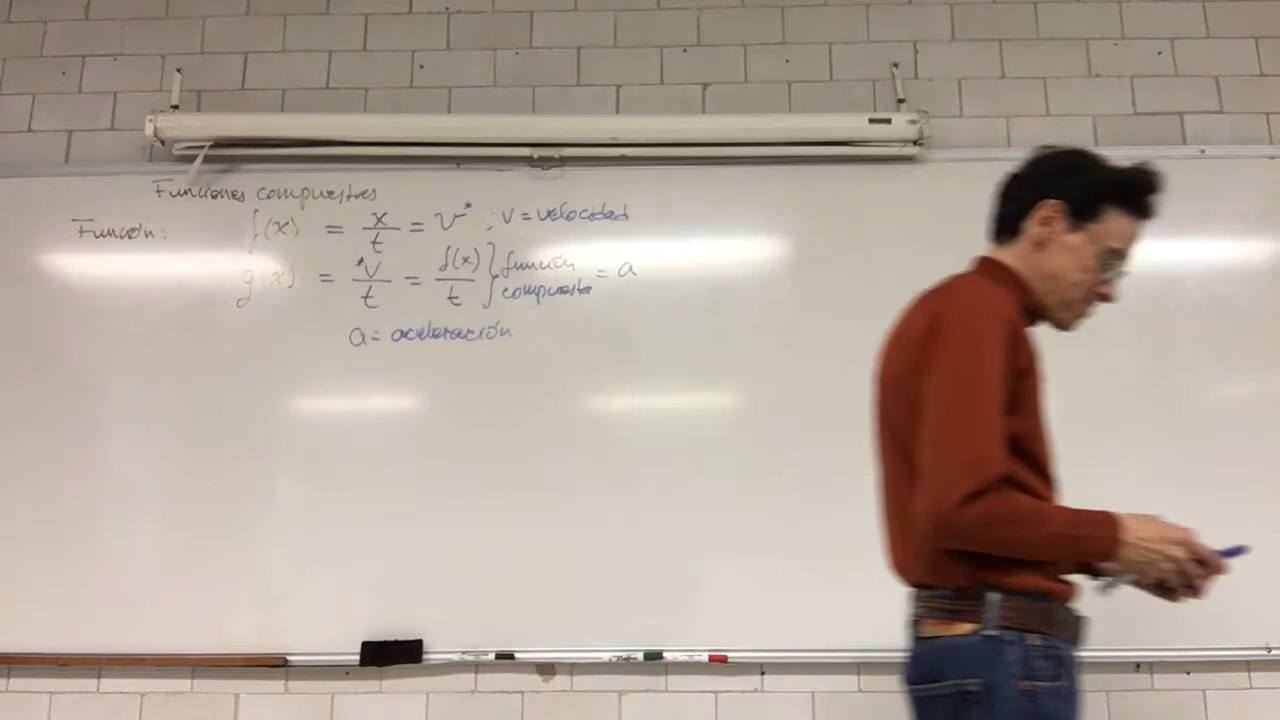 Funciones compuestas
Función: f(x) = x/t = v* ; v = velocidad
g(x) = *v/t = f(x)/t } función compuesta = a
a = aceleración